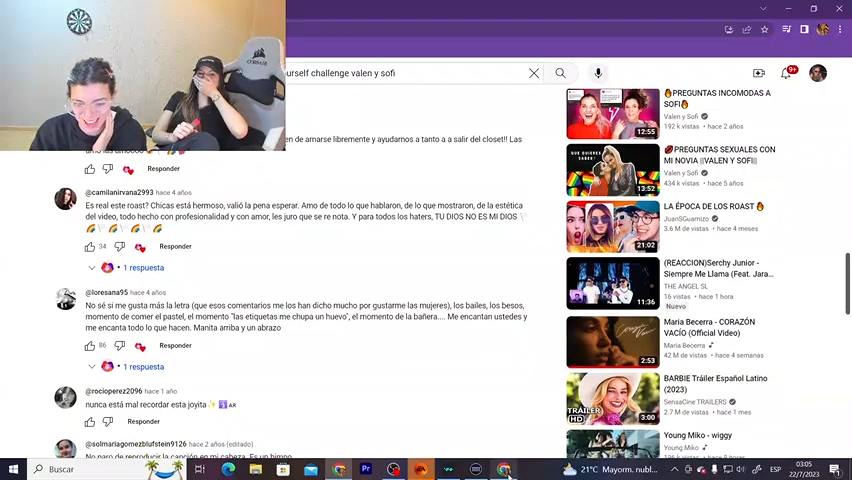 CORSAIR
ourself challenge valen y sofi
9+
en de amarse libremente y ayudarnos a tanto a a salir del closet!! Las
Responder
@camilanirvana2993 hace 4 años
Es real este roast? Chicas está hermoso, valió la pena esperar. Amo de todo lo que hablaron, de lo que mostraron, de la estética
del video, todo hecho con profesionalidad y con amor, les juro que se re nota. Y para todos los haters, TU DIOS NO ES MI DIOS
34 Responder
1 respuesta
@loresana95 hace 4 años
No sé si me gusta más la letra (que esos comentarios me los han dicho mucho por gustarme las mujeres), los bailes, los besos,
momento de comer el pastel, el momento "las etiquetas me chupa un huevo", el momento de la bañera.... Me encantan ustedes y
me encanta todo lo que hacen. Manita arriba y un abrazo
86 Responder
1 respuesta
@rocioperez2096 hace 1 año
nunca está mal recordar esta joyita ✨ AR
Responder
@solmariagomezblufstein9126 hace 2 años (editado)
No paro de reproducir la canción en mi cabeza. Es un himno
🔥PREGUNTAS INCOMODAS A
SOFI🔥
Valen y Sofi
192 k vistas • hace 2 años
12:55
💋PREGUNTAS SEXUALES CON
MI NOVIA ||VALEN Y SOFI||
Valen y Sofi
434 k vistas • hace 5 años
QUE QUIERES
SABER?
13:52
LA ÉPOCA DE LOS ROAST 🔥
JuanSGuarnizo
3.6 M de vistas • hace 4 meses
21:02
(REACCION)Serchy Junior -
Siempre Me Llama (Feat. Jara...
THE ANGEL SL
16 vistas • hace 1 hora
Nuevo
11:36
Maria Becerra - CORAZÓN
VACÍO (Official Video)
Maria Becerra
42 M de vistas • hace 4 semanas
2:53
BARBIE Tráiler Español Latino
(2023)
SensaCine TRAILERS
2.7 M de vistas • hace 1 mes
TRÁILER
HD
3:00
Young Miko - wiggy
Young Miko
Buscar
Pr
21°C Mayorm. nubl...
ESP
03:05
22/7/2023